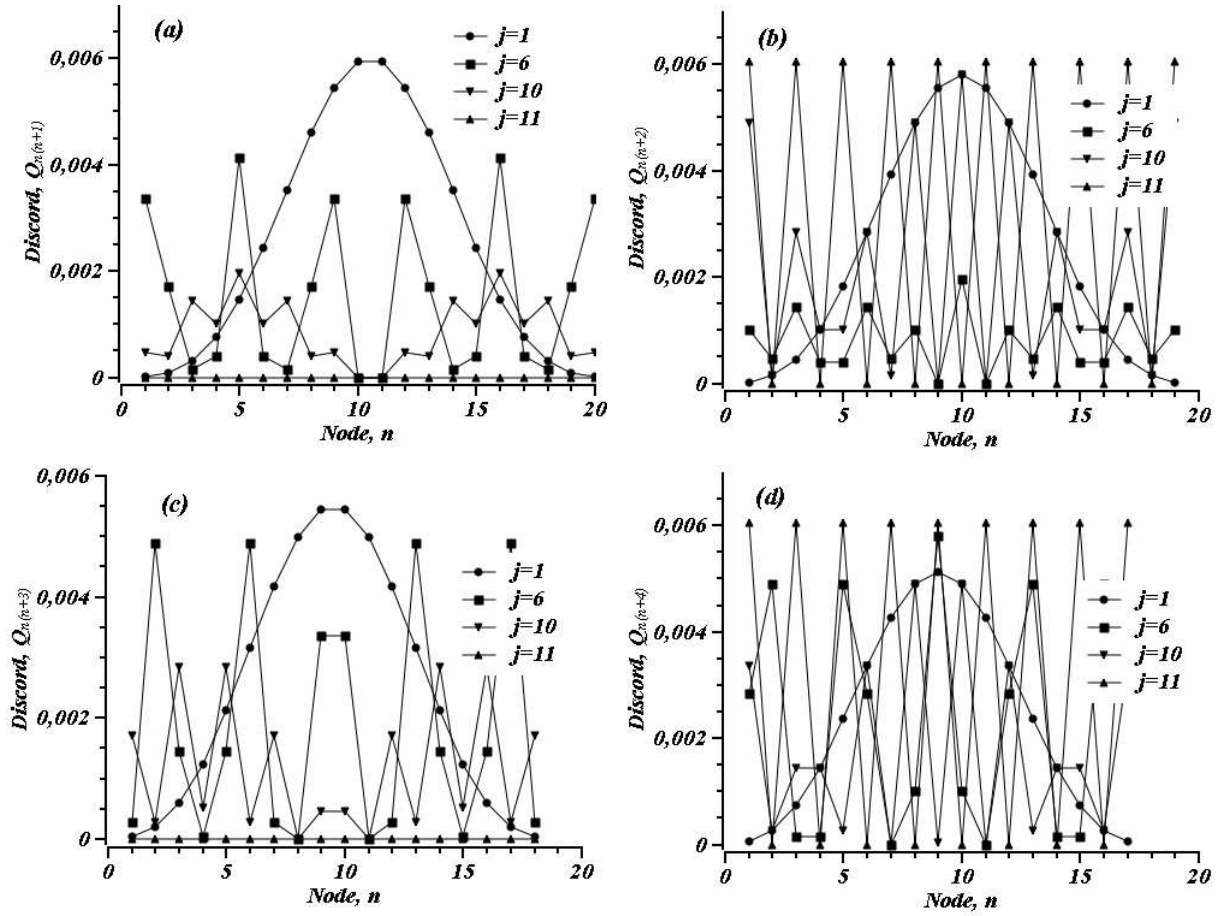 (a)
j=1
j=6
j=10
j=11
0,006
0,004
0,002
0
Discord, Q_{n(n+1)}
0 5 10 15 20
Node, n
(b)
j=1
j=6
j=10
j=11
0,006
0,004
0,002
0
Discord, Q_{n(n+2)}
0 5 10 15 20
Node, n
(c)
j=1
j=6
j=10
j=11
0,006
0,004
0,002
0
Discord, Q_{n(n+3)}
0 5 10 15 20
Node, n
(d)
j=1
j=6
j=10
j=11
0,006
0,004
0,002
0
Discord, Q_{n(n+4)}
0 5 10 15 20
Node, n